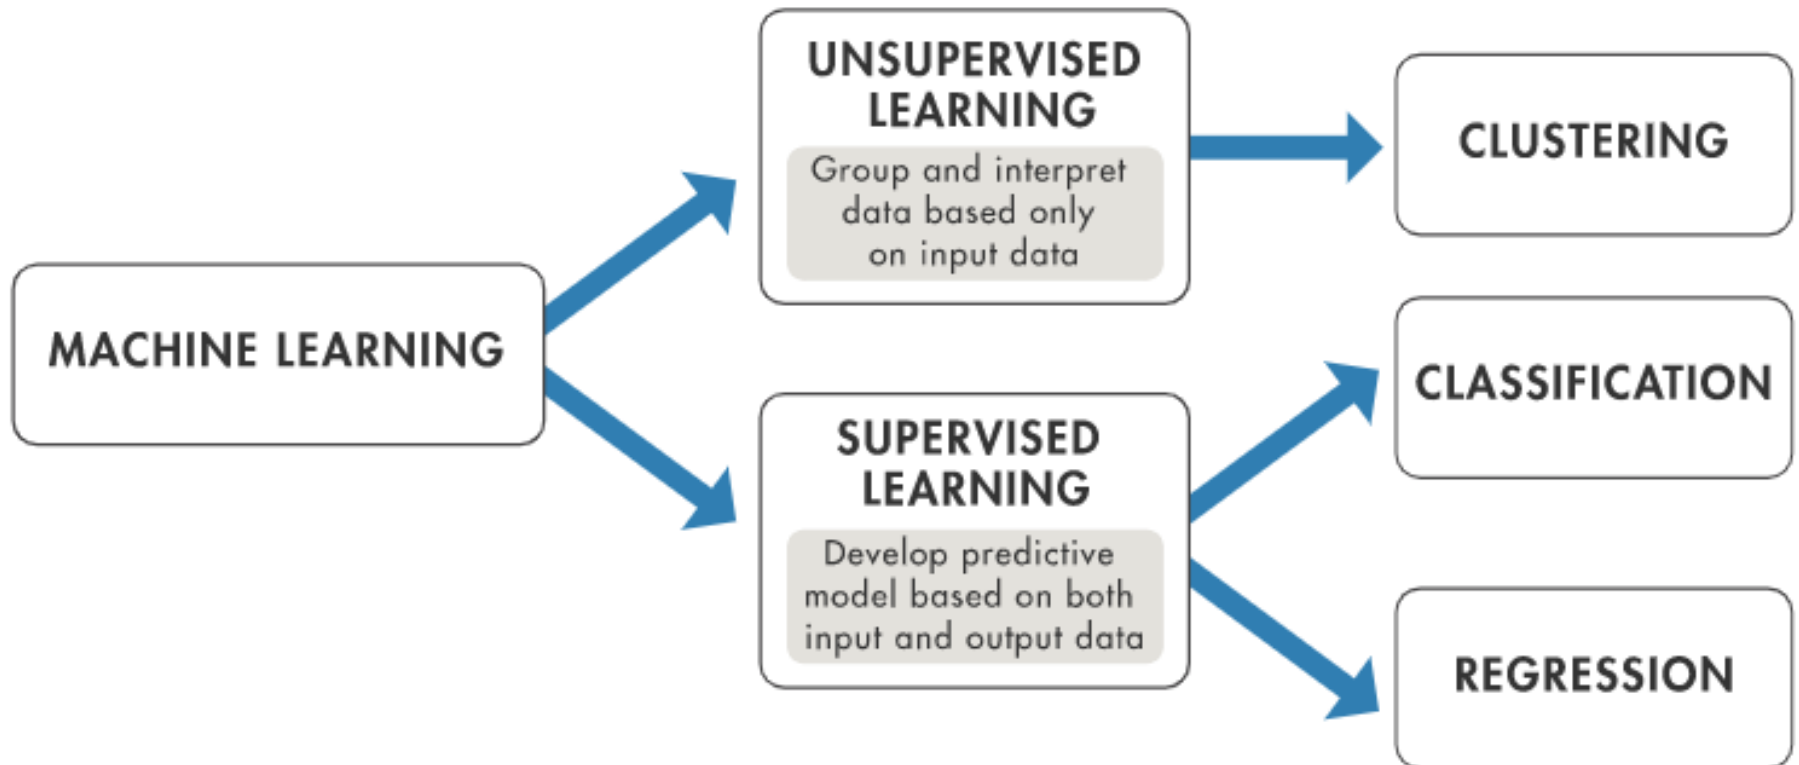 MACHINE LEARNING
UNSUPERVISED
LEARNING
Group and interpret
data based only
on input data
SUPERVISED
LEARNING
Develop predictive
model based on both
input and output data
CLUSTERING
CLASSIFICATION
REGRESSION